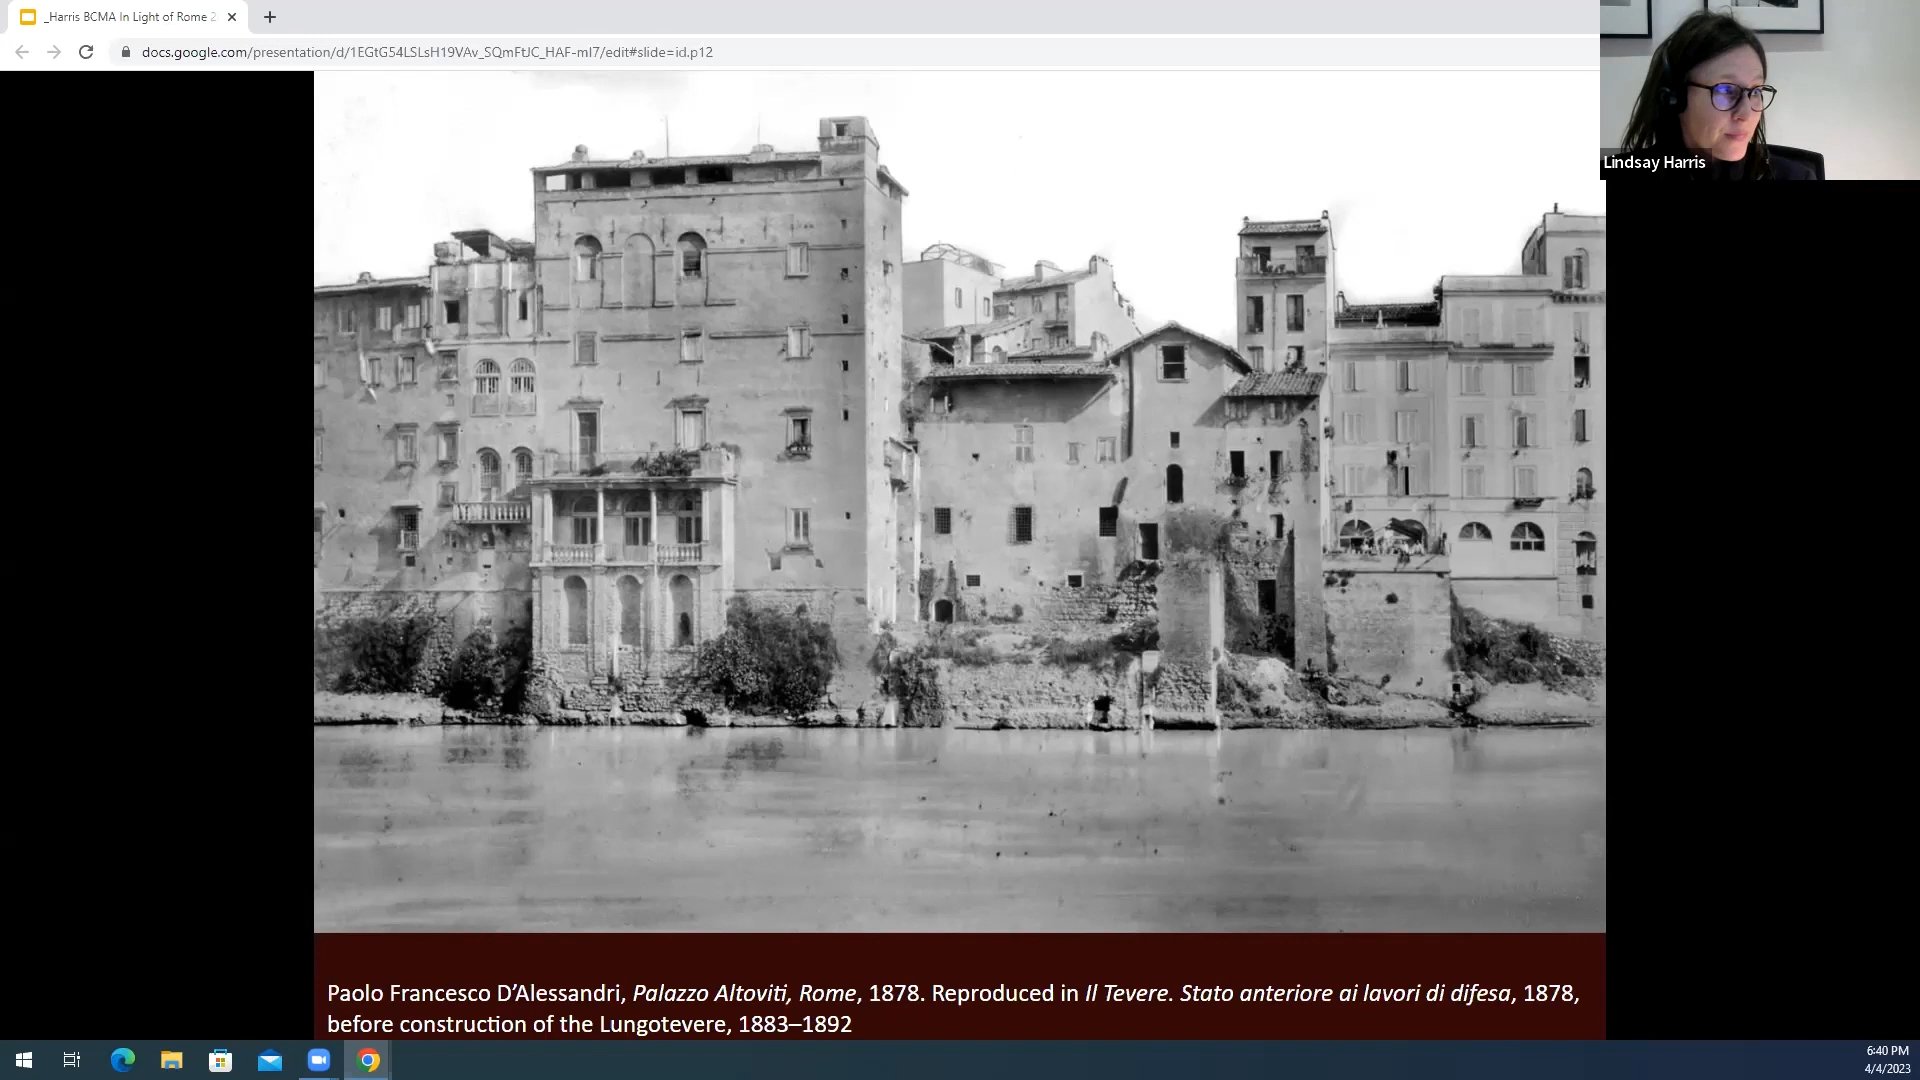 _Harris BCMA In Light of Rome 2
docs.google.com/presentation/d/1EGtG54LSLsH19VAv_SQmFtJC_HAF-mI7/edit#slide=id.p12
Lindsay Harris
Paolo Francesco D’Alessandri, Palazzo Altoviti, Rome, 1878. Reproduced in Il Tevere. Stato anteriore ai lavori di difesa, 1878,
before construction of the Lungotevere, 1883–1892
6:40 PM
4/4/2023